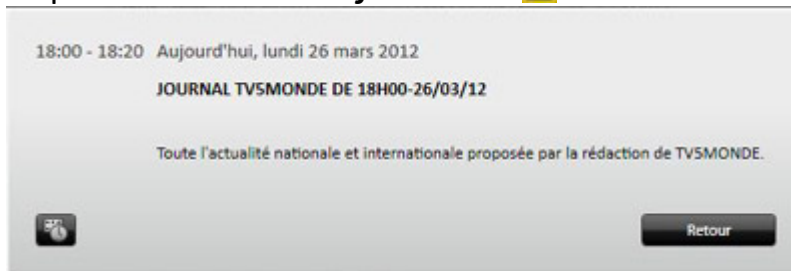 18:00 - 18:20 Aujourd'hui, lundi 26 mars 2012
JOURNAL TV5MONDE DE 18H00-26/03/12
Toute l'actualité nationale et internationale proposée par la rédaction de TV5MONDE.
Retour